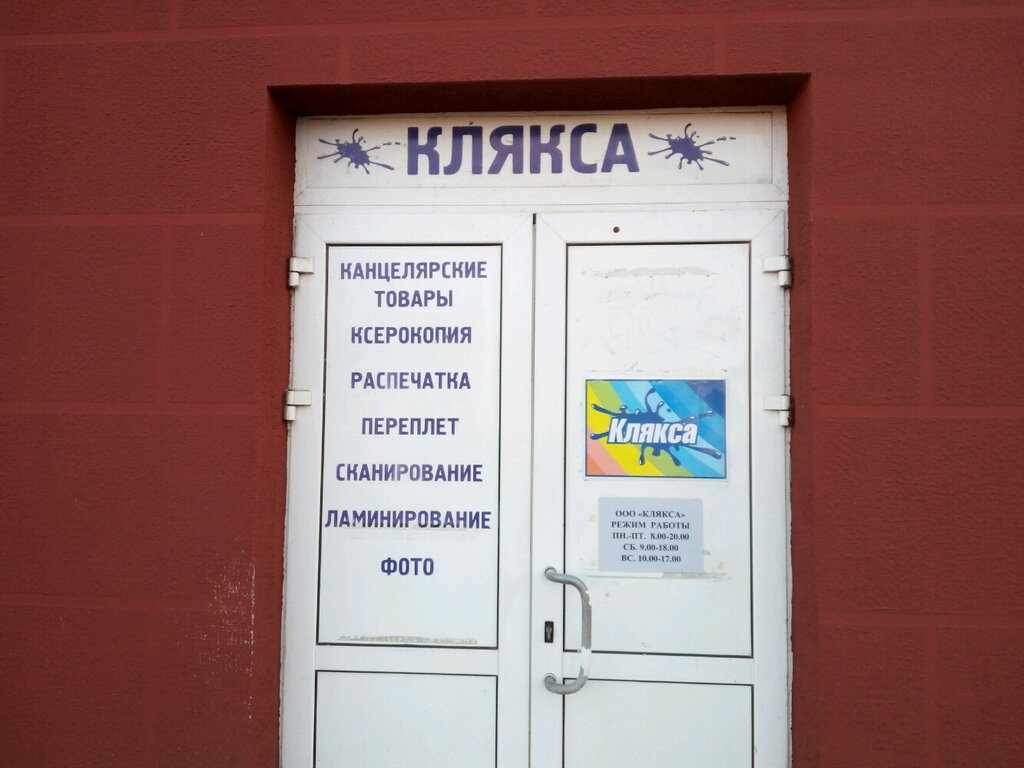 КЛЯКСА
КАНЦЕЛЯРСКИЕ
ТОВАРЫ
КСЕРОКОПИЯ
РАСПЕЧАТКА
ПЕРЕПЛЕТ
СКАНИРОВАНИЕ
ЛАМИНИРОВАНИЕ
ФОТО
Клякса
ООО «КЛЯКСА»
РЕЖИМ РАБОТЫ
ПН.-ПТ. 8.00-20.00
СБ. 9.00-18.00
ВС. 10.00-17.00